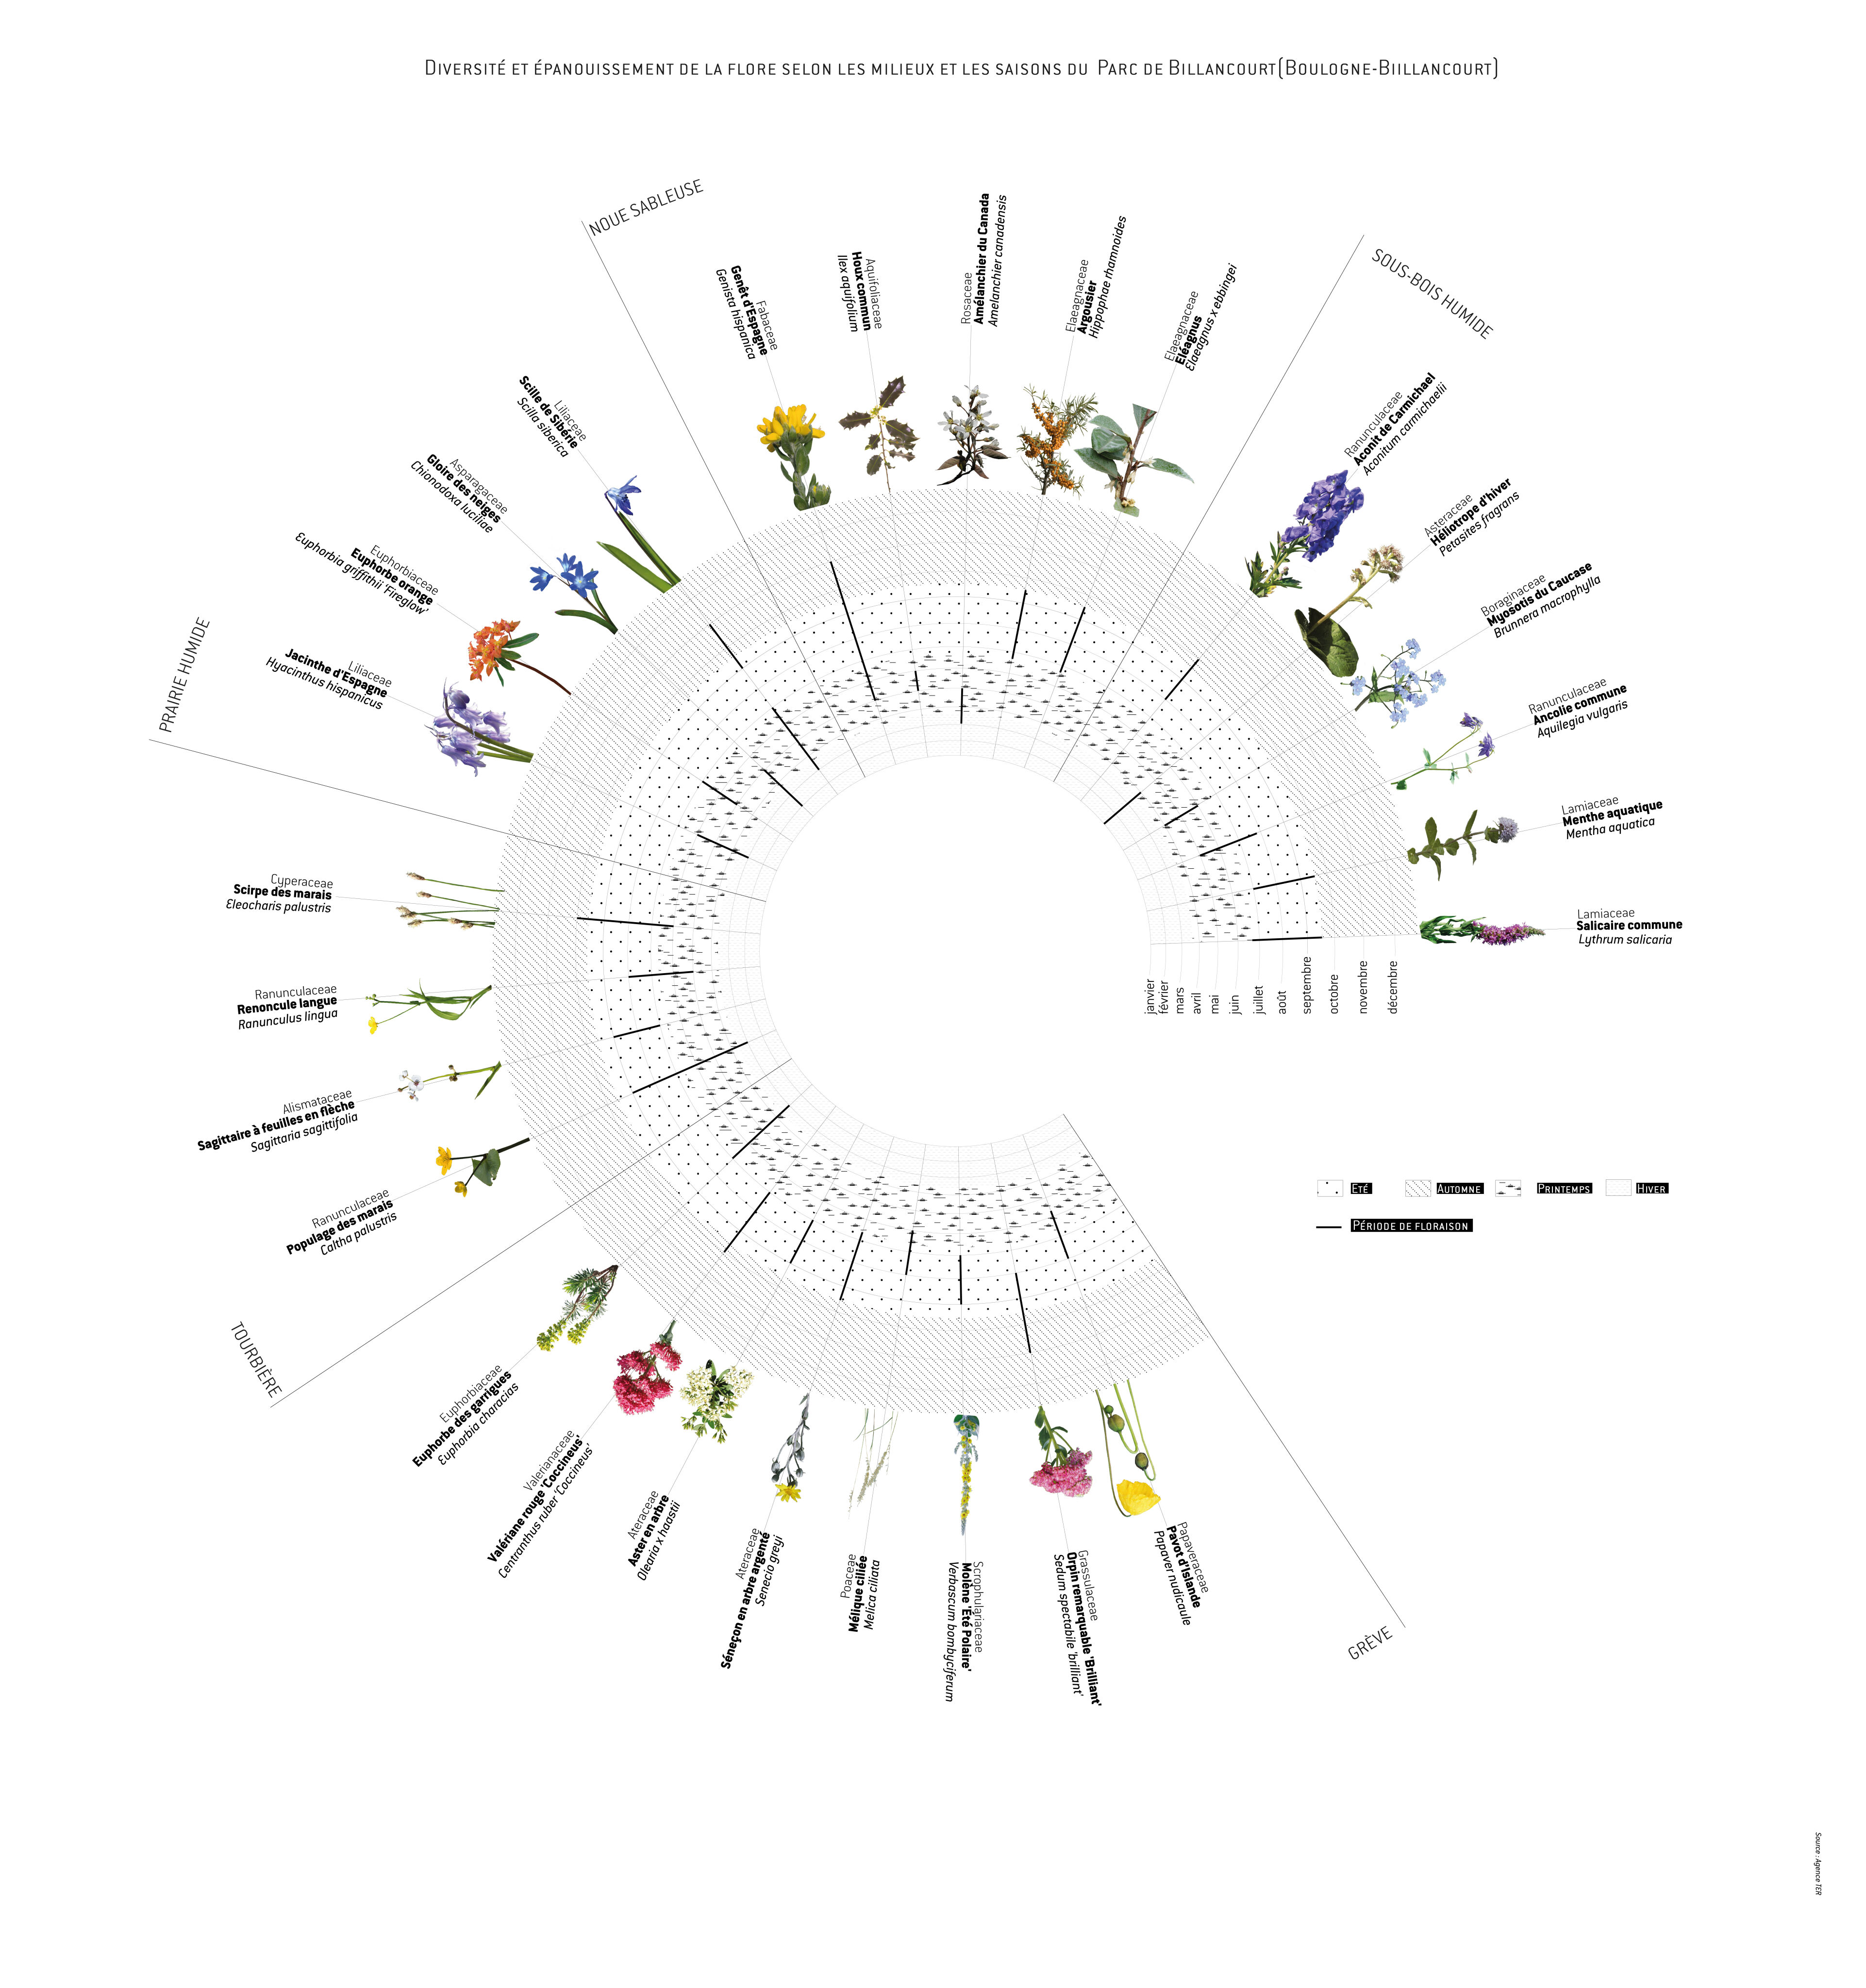 Diversité et épanouissement de la flore selon les milieux et les saisons du Parc de Billancourt(Boulogne-Biillancourt)
NOUE SABLEUSE
Fabaceae
Genêt d'Espagne
Genista hispanica
Aquifoliaceae
Houx commun
Ilex aquifolium
Rosaceae
Amélanchier du Canada
Amelanchier canadensis
Elaeagnaceae
Argousier
Hippophae rhamnoides
Elaeagnaceae
Eléagnus
Elaeagnus x ebbingei
SOUS-BOIS HUMIDE
Ranunculaceae
Aconit de Carmichael
Aconitum carmichaelii
Asteraceae
Héliotrope d'hiver
Petasites fragrans
Boraginaceae
Myosotis du Caucase
Brunnera macrophylla
Ranunculaceae
Ancolie commune
Aquilegia vulgaris
Lamiaceae
Menthe aquatique
Mentha aquatica
Lamiaceae
Salicaire commune
Lythrum salicaria
janvier
février
mars
avril
mai
juin
juillet
août
septembre
octobre
novembre
décembre
Liliaceae
Scille de Sibérie
Scilla siberica
Asparagaceae
Gloire des neiges
Chionodoxa luciliae
Euphorbiaceae
Euphorbe orange
Euphorbia griffithii 'Fireglow'
Liliaceae
Jacinthe d'Espagne
Hyacinthus hispanicus
PRAIRIE HUMIDE
Cyperaceae
Scirpe des marais
Eleocharis palustris
Ranunculaceae
Renoncule langue
Ranunculus lingua
Alismataceae
Sagittaire à feuilles en flèche
Sagittaria sagittifolia
Ranunculaceae
Populage des marais
Caltha palustris
TOURBIÈRE
Euphorbiaceae
Euphorbe des garrigues
Euphorbia characias
Valerianaceae
Valériane rouge 'Coccineus'
Centranthus ruber 'Coccineus'
Ateraceae
Aster en arbre
Olearia x haastii
Ateraceae
Séneçon en arbre argenté
Senecio greyi
Poaceae
Mélique ciliée
Melica ciliata
Scrophulariaceae
Molène 'Eté Polaire'
Verbascum bombyciferum
Grassulaceae
Orpin remarquable 'Brilliant'
Sedum spectabile 'brilliant'
Papaveraceae
Pavot d'Islande
Papaver nudicaule
GRÈVE
Eté
Automne
Printemps
Hiver
Période de floraison
Source : Agence TER